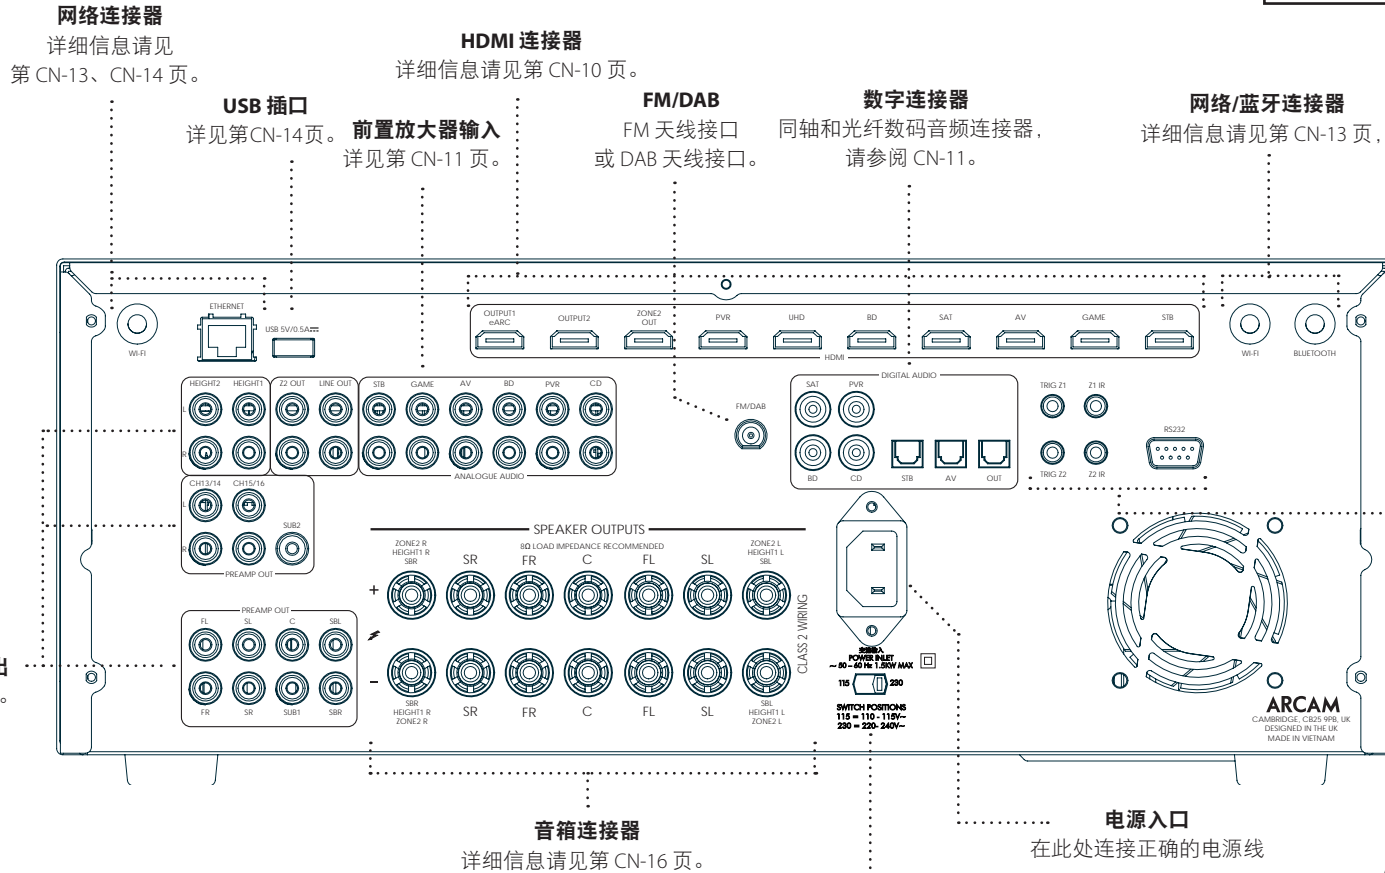 网络连接器
详细信息请见
第 CN-13、CN-14 页。
USB 插口
详见第CN-14页。
前置放大器输入
详见第 CN-11 页。
HDMI 连接器
详细信息请见第 CN-10 页。
FM/DAB
FM 天线接口
或 DAB 天线接口。
数字连接器
同轴和光纤数码音频连接器，
请参阅 CN-11。
网络/蓝牙连接器
详细信息请见第 CN-13 页，
WI-FI
ETHERNET
USB 5V/0.5A
OUTPUT1
eARC
OUTPUT2
ZONE2
OUT
PVR
UHD
BD
SAT
AV
GAME
STB
HDMI
WI-FI
BLUETOOTH
HEIGHT2 HEIGHT1
Z2 OUT LINE OUT
STB GAME AV BD PVR CD
L
R
ANALOGUE AUDIO
FM/DAB
DIGITAL AUDIO
SAT PVR
BD CD STB AV OUT
TRIG Z1 Z1 IR
TRIG Z2 Z2 IR
RS232
CH13/14 CH15/16
L
SUB2
R
PREAMP OUT
PREAMP OUT
FL SL C SBL
FR SR SUB1 SBR
SPEAKER OUTPUTS
8Ω LOAD IMPEDANCE RECOMMENDED
ZONE2 R
HEIGHT1 R
SBR
SR FR C FL SL
ZONE2 L
HEIGHT1 L
SBL
+
−
CLASS 2 WIRING
SBR
HEIGHT1 R
ZONE2 R
SR FR C FL SL
SBL
HEIGHT1 L
ZONE2 L
POWER INLET
~ 50 – 60 Hz 1.5KW MAX
115 230
SWITCH POSITIONS
115 = 110 - 115V~
230 = 220- 240V~
ARCAM
CAMBRIDGE, CB25 9PB, UK
DESIGNED IN THE UK
MADE IN VIETNAM
出
。
音箱连接器
详细信息请见第 CN-16 页。
电源入口
在此处连接正确的电源线